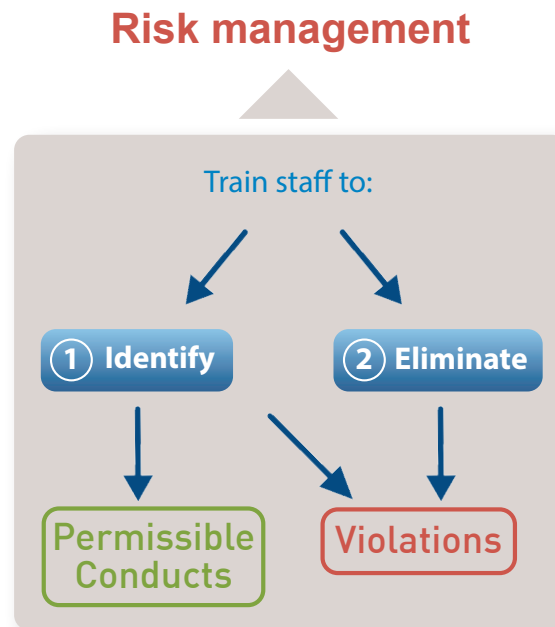 Risk management
Train staff to:
1 Identify
2 Eliminate
Permissible
Conducts
Violations